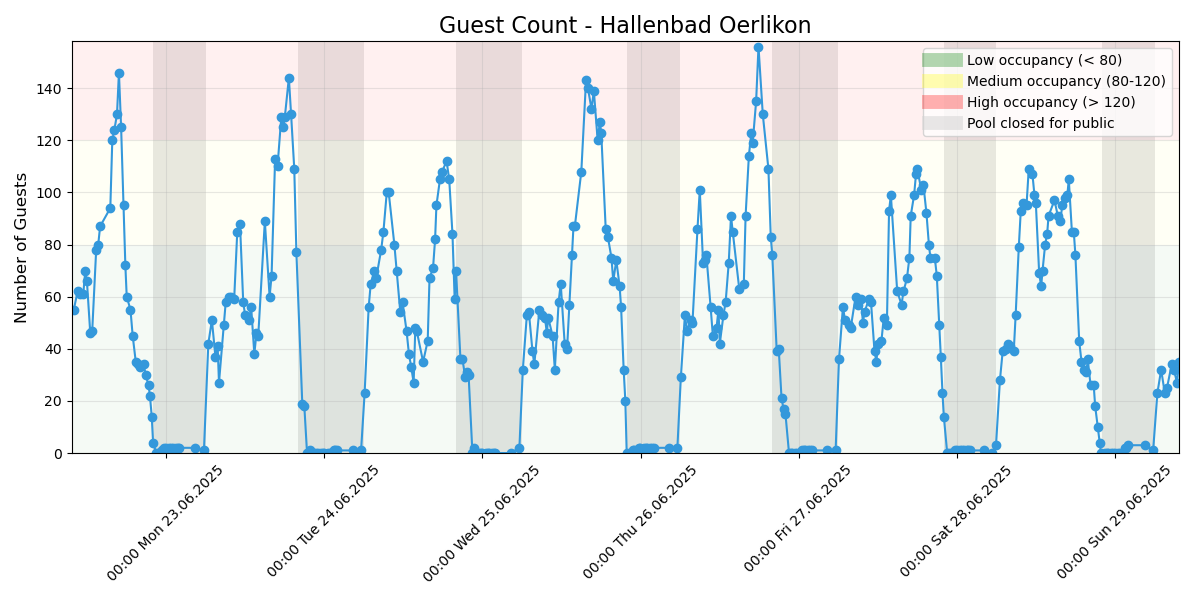 Guest Count - Hallenbad Oerlikon
Low occupancy (< 80)
Medium occupancy (80-120)
High occupancy (> 120)
Pool closed for public
Number of Guests
140
120
100
80
60
40
20
0
00:00 Mon 23.06.2025
00:00 Tue 24.06.2025
00:00 Wed 25.06.2025
00:00 Thu 26.06.2025
00:00 Fri 27.06.2025
00:00 Sat 28.06.2025
00:00 Sun 29.06.2025